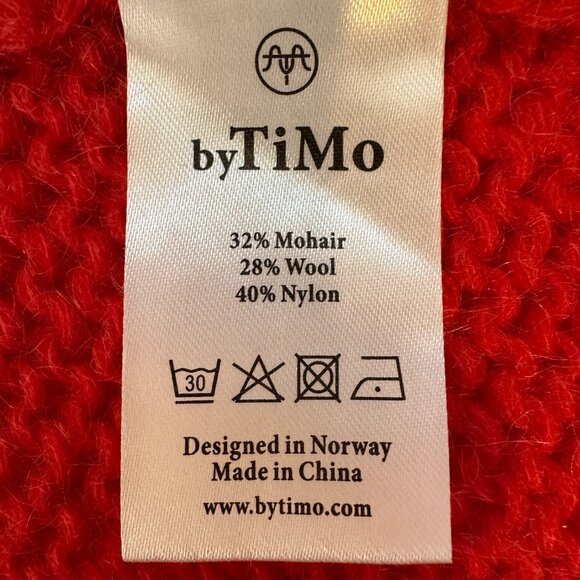 byTiMo
32% Mohair
28% Wool
40% Nylon
30
Designed in Norway
Made in China
www.bytimo.com